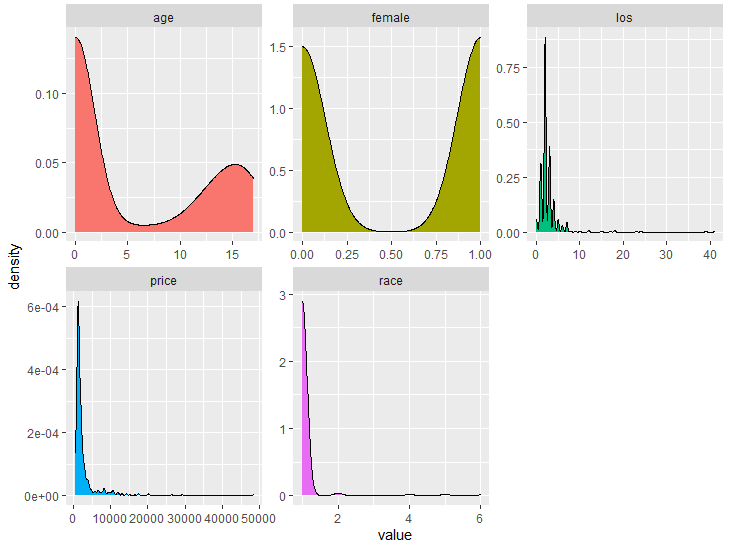 age
female
los
0.10
0.05
0.00
0 5 10 15
1.5
1.0
0.5
0.0
0.00 0.25 0.50 0.75 1.00
0.75
0.50
0.25
0.00
0 10 20 30 40
density
price
race
6e-04
4e-04
2e-04
0e+00
0 10000 20000 30000 40000 50000
3
2
1
0
2 4 6
value